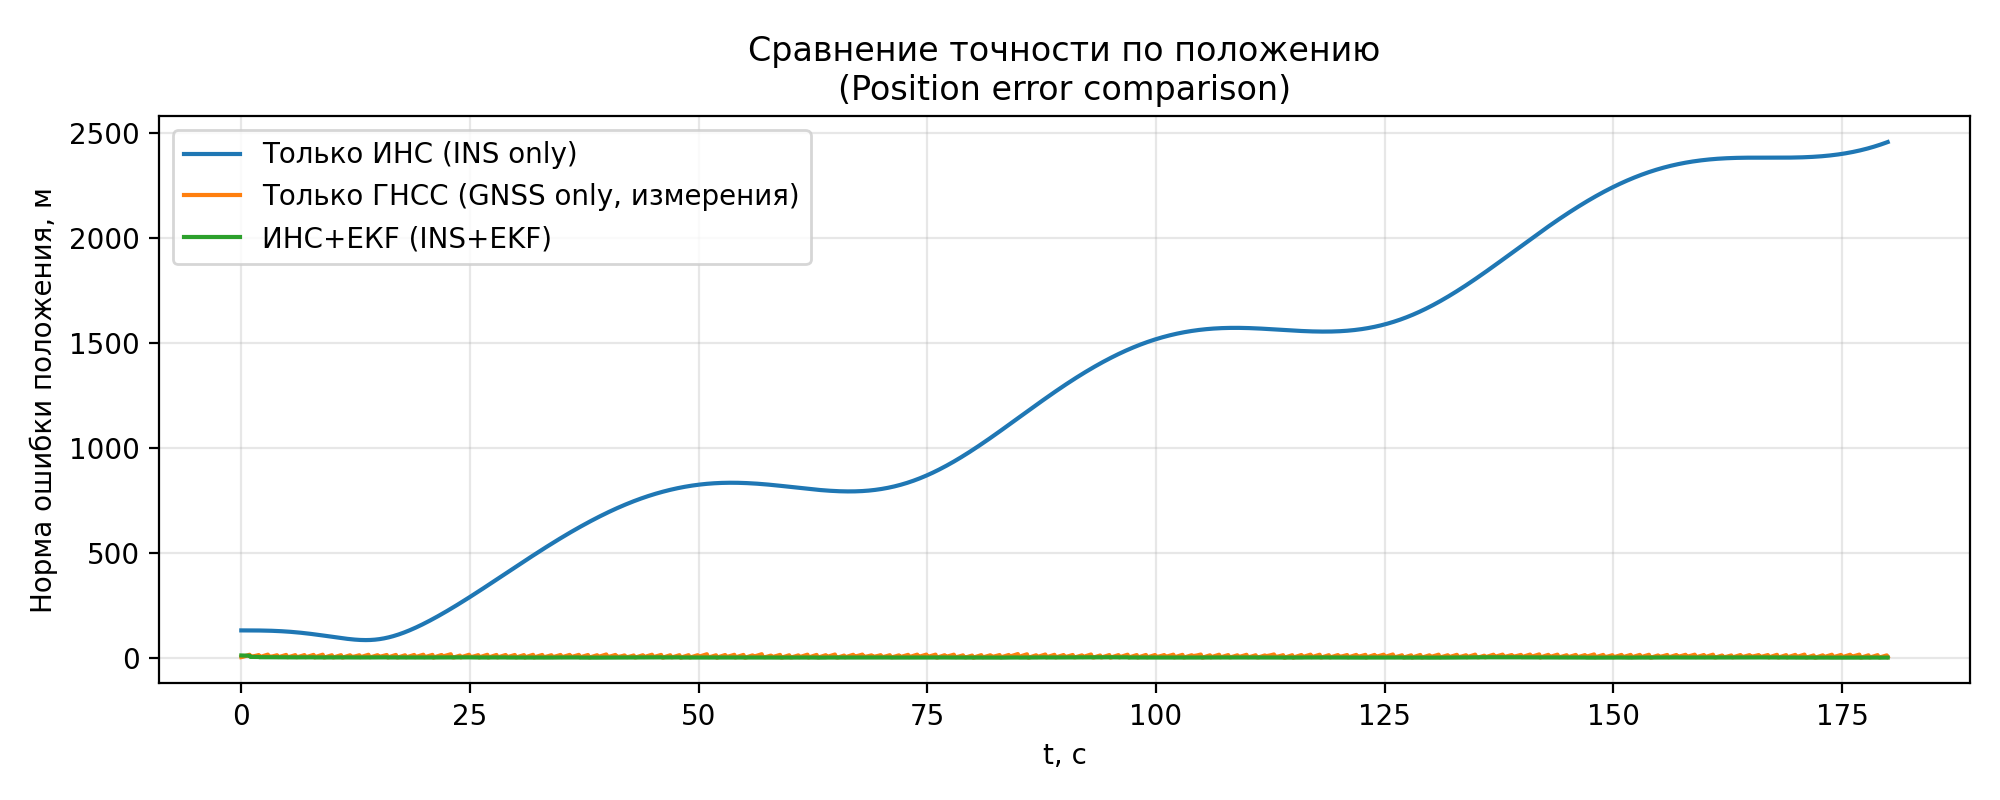 Сравнение точности по положению
(Position error comparison)
Норма ошибки положения, м
2500
2000
1500
1000
500
0
Только ИНС (INS only)
Только ГНСС (GNSS only, измерения)
ИНС+EKF (INS+EKF)
0 25 50 75 100 125 150 175
t, с